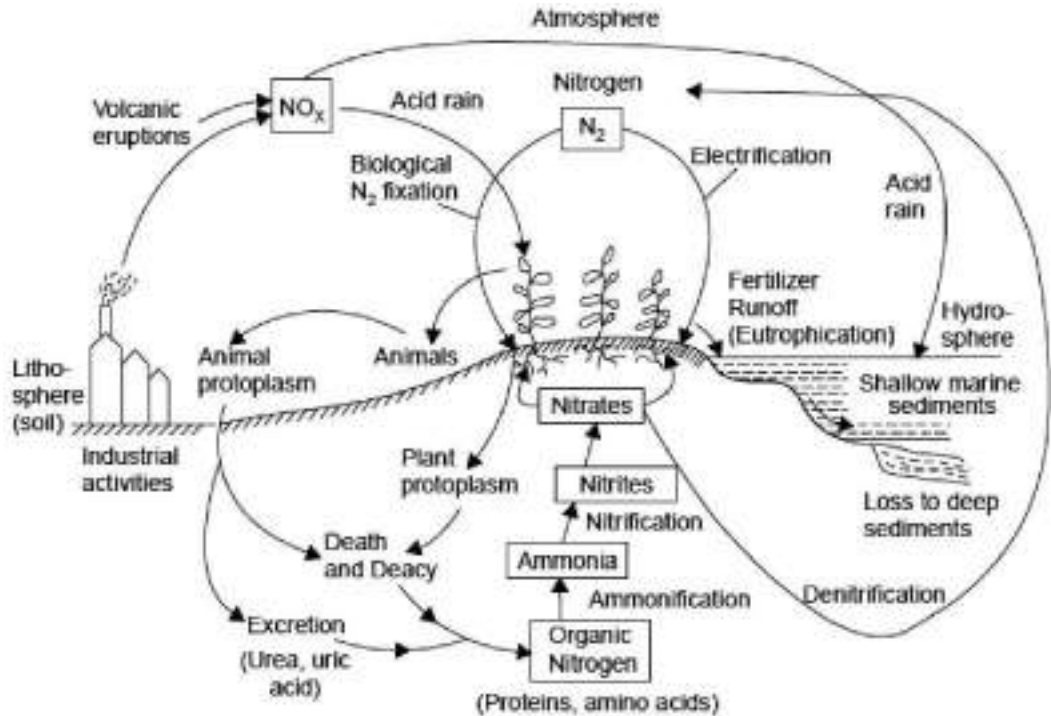 Atmosphere
Nitrogen
Volcanic
eruptions
NOx
Acid rain
N2
Biological
N2 fixation
Electrification
Acid
rain
Fertilizer
Runoff
(Eutrophication)
Hydro-
sphere
Animal
protoplasm
Animals
Litho-
sphere
(soil)
Shallow marine
sediments
Nitrates
Industrial
activities
Plant
protoplasm
Nitrites
Loss to deep
sediments
Nitrification
Death
and Deacy
Ammonia
Ammonification
Denitrification
Excretion
(Urea, uric
acid)
Organic
Nitrogen
(Proteins, amino acids)